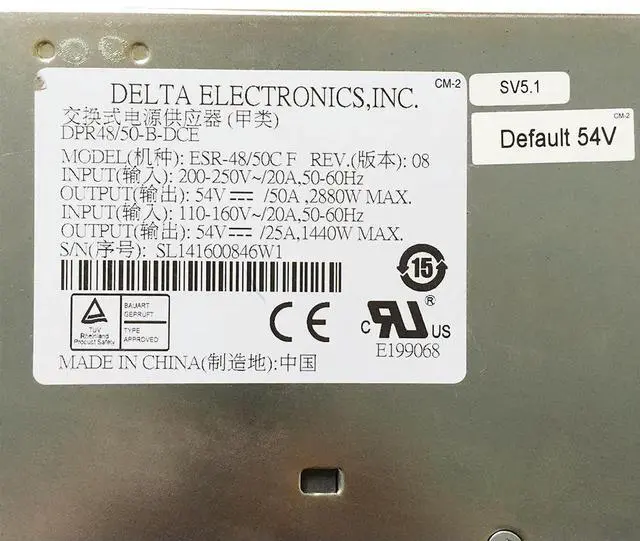 DELTA ELECTRONICS,INC.
CM-2
交换式电源供应器 (甲类)
DPR48/50-B-DCE
MODEL(机种): ESR-48/50C F REV.(版本): 08
INPUT(输入): 200-250V~/20A,50-60Hz
OUTPUT(输出): 54V⎓ /50A ,2880W MAX.
INPUT(输入): 110-160V~/20A,50-60Hz
OUTPUT(输出): 54V⎓ /25A,1440W MAX.
S/N(序号): SL141600846W1
15
TÜV
Rheinland
Product Safety
BAUART
GEPRÜFT
TYPE
APPROVED
CE
c RU US ®
E199068
MADE IN CHINA(制造地):中国
SV5.1
CM-2
Default 54V